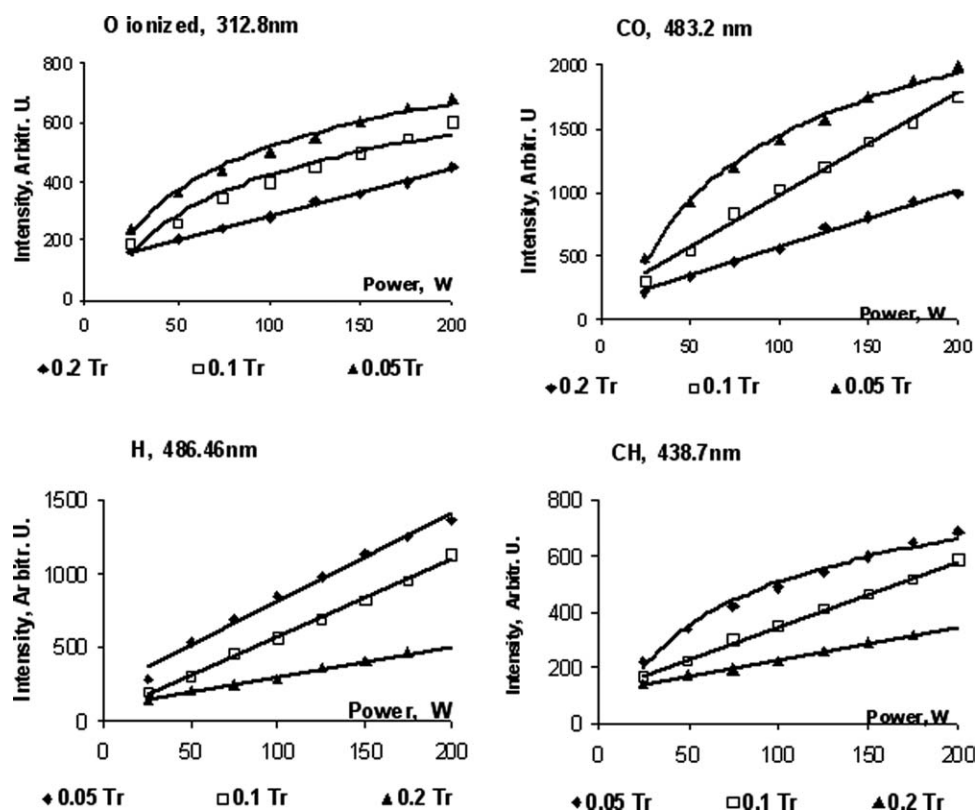 O ionized, 312.8nm
800
600
400
200
0
Intensity, Arbitr. U.
Power, W
0 50 100 150 200
◆0.2 Tr □0.1 Tr ▲0.05Tr
CO, 483.2 nm
2000
1500
1000
500
0
Intensity, Arbitr. U
Power, W
0 50 100 150 200
◆0.2 Tr □0.1 Tr ▲0.05 Tr
H, 486.46nm
1500
1000
500
0
Intensity, Arbitr. U.
Power, W
0 50 100 150 200
◆0.05 Tr □0.1 Tr ▲0.2 Tr
CH, 438.7nm
800
600
400
200
0
Intensity, Arbitr. U.
Power, W
0 50 100 150 200
◆0.05 Tr □0.1 Tr ▲0.2 Tr